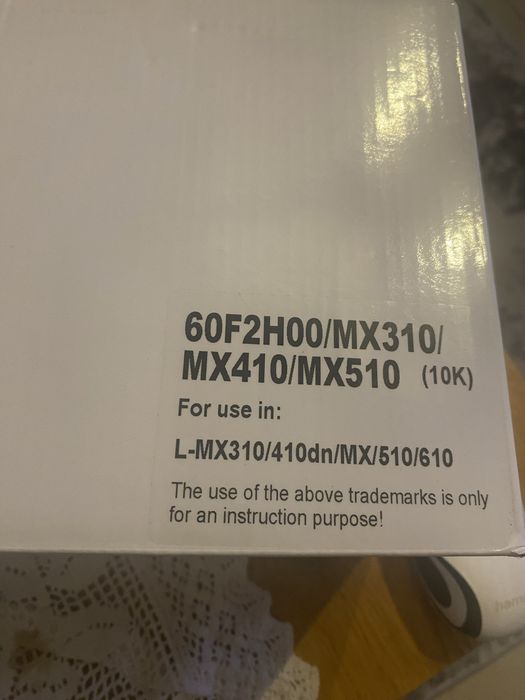 60F2H00/MX310/
MX410/MX510 (10K)
For use in:
L-MX310/410dn/MX/510/610
The use of the above trademarks is only
for an instruction purpose!